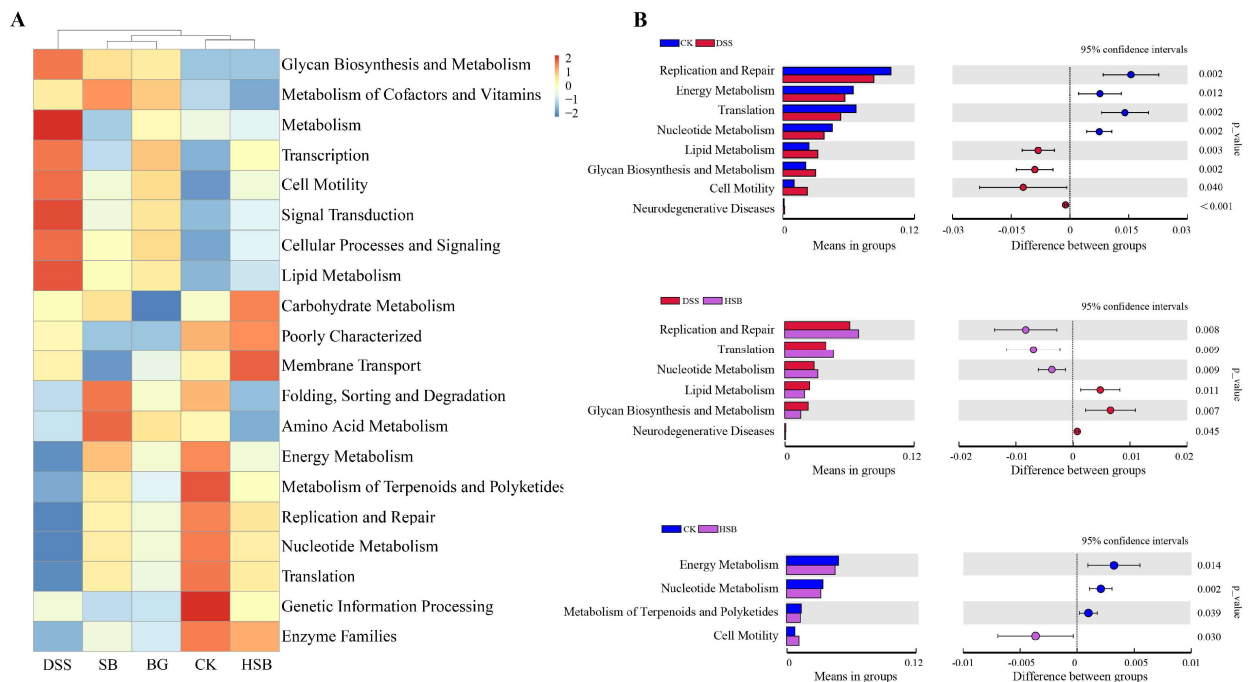 A
Glycan Biosynthesis and Metabolism
Metabolism of Cofactors and Vitamins
Metabolism
Transcription
Cell Motility
Signal Transduction
Cellular Processes and Signaling
Lipid Metabolism
Carbohydrate Metabolism
Poorly Characterized
Membrane Transport
Folding, Sorting and Degradation
Amino Acid Metabolism
Energy Metabolism
Metabolism of Terpenoids and Polyketides
Replication and Repair
Nucleotide Metabolism
Translation
Genetic Information Processing
Enzyme Families
DSS SB BG CK HSB
2
1
0
−1
−2
B
CK DSS
95% confidence intervals
Replication and Repair 0.002
Energy Metabolism 0.012
Translation 0.002
Nucleotide Metabolism 0.002
Lipid Metabolism 0.003
Glycan Biosynthesis and Metabolism 0.002
Cell Motility 0.040
Neurodegenerative Diseases <0.001
p_value
0 0.12 -0.03 -0.015 0 0.015 0.03
Means in groups Difference between groups
DSS HSB
95% confidence intervals
Replication and Repair 0.008
Translation 0.009
Nucleotide Metabolism 0.009
Lipid Metabolism 0.011
Glycan Biosynthesis and Metabolism 0.007
Neurodegenerative Diseases 0.045
p_value
0 0.12 -0.02 -0.01 0 0.01 0.02
Means in groups Difference between groups
CK HSB
95% confidence intervals
Energy Metabolism 0.014
Nucleotide Metabolism 0.002
Metabolism of Terpenoids and Polyketides 0.039
Cell Motility 0.030
p_value
0 0.12 -0.01 -0.005 0 0.005 0.01
Means in groups Difference between groups